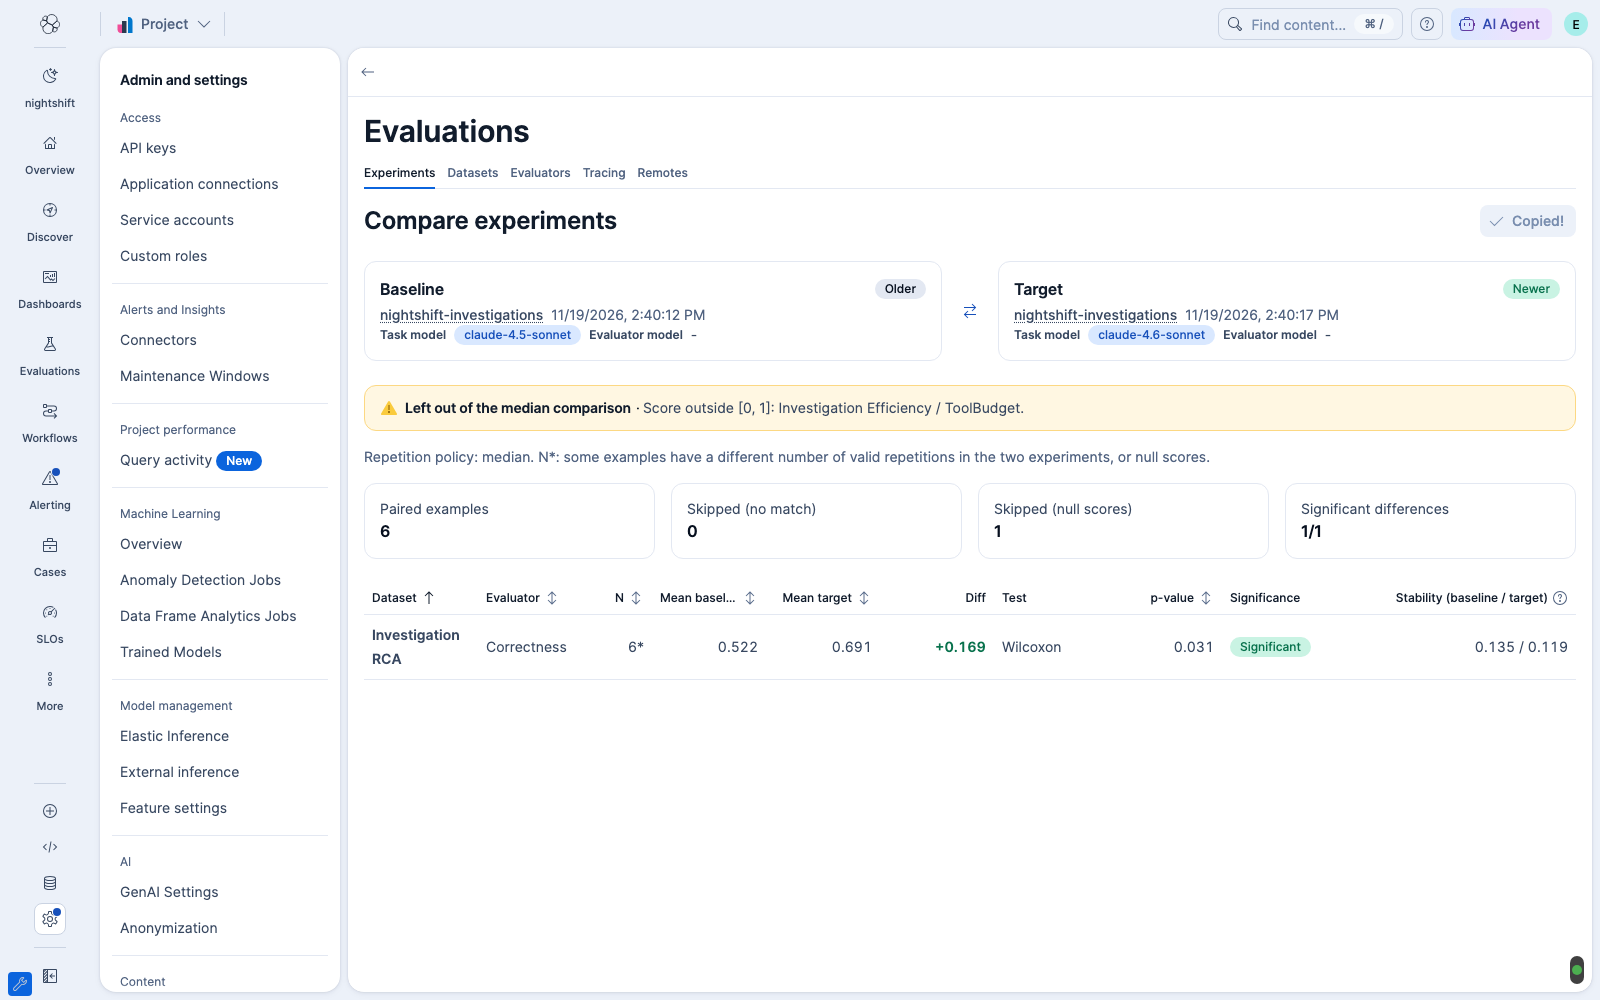 Project
Find content...
⌘ /
AI Agent
E
nightshift
Overview
Discover
Dashboards
Evaluations
Workflows
Alerting
Cases
SLOs
More
Admin and settings
Access
API keys
Application connections
Service accounts
Custom roles
Alerts and Insights
Connectors
Maintenance Windows
Project performance
Query activity New
Machine Learning
Overview
Anomaly Detection Jobs
Data Frame Analytics Jobs
Trained Models
Model management
Elastic Inference
External inference
Feature settings
AI
GenAI Settings
Anonymization
Content
Evaluations
Experiments Datasets Evaluators Tracing Remotes
Compare experiments
Copied!
Baseline Older
nightshift-investigations 11/19/2026, 2:40:12 PM
Task model claude-4.5-sonnet Evaluator model -
Target Newer
nightshift-investigations 11/19/2026, 2:40:17 PM
Task model claude-4.6-sonnet Evaluator model -
Left out of the median comparison · Score outside [0, 1]: Investigation Efficiency / ToolBudget.
Repetition policy: median. N*: some examples have a different number of valid repetitions in the two experiments, or null scores.
Paired examples
6
Skipped (no match)
0
Skipped (null scores)
1
Significant differences
1/1
Dataset Evaluator N Mean basel... Mean target Diff Test p-value Significance Stability (baseline / target)
Investigation RCA Correctness 6* 0.522 0.691 +0.169 Wilcoxon 0.031 Significant 0.135 / 0.119